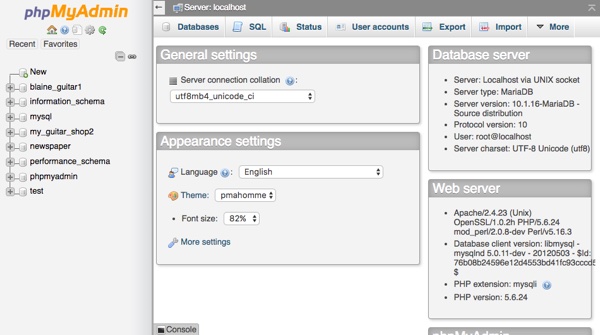 phpMyAdmin
Recent Favorites
New
blaine_guitar1
information_schema
mysql
my_guitar_shop2
newspaper
performance_schema
phpmyadmin
test
Server: localhost
Databases SQL Status User accounts Export Import More
General settings
Server connection collation :
utf8mb4_unicode_ci
Appearance settings
Language : English
Theme: pmahomme
Font size: 82%
More settings
Database server
Server: Localhost via UNIX socket
Server type: MariaDB
Server version: 10.1.16-MariaDB -
Source distribution
Protocol version: 10
User: root@localhost
Server charset: UTF-8 Unicode (utf8)
Web server
Apache/2.4.23 (Unix)
OpenSSL/1.0.2h PHP/5.6.24
mod_perl/2.0.8-dev Perl/v5.16.3
Database client version: libmysql -
mysqlnd 5.0.11-dev - 20120503 - $Id:
$
PHP extension: mysqli
PHP version: 5.6.24
phpMyAdmin
Console